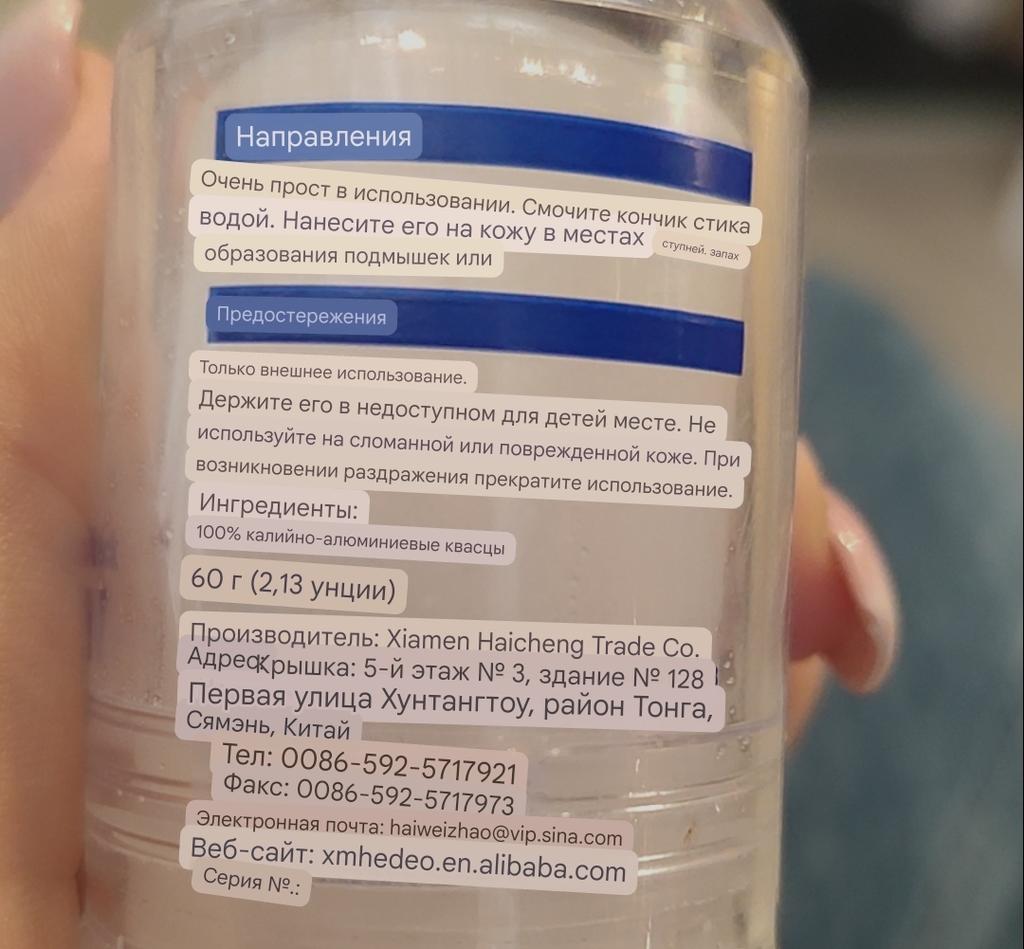 Направления
Очень прост в использовании. Смочите кончик стика
водой. Нанесите его на кожу в местах ступней. запах
образования подмышек или
Предостережения
Только внешнее использование.
Держите его в недоступном для детей месте. Не
используйте на сломанной или поврежденной коже. При
возникновении раздражения прекратите использование.
Ингредиенты:
100% калийно-алюминиевые квасцы
60 г (2,13 унции)
Производитель: Xiamen Haicheng Trade Co.
Адрес: крышка: 5-й этаж № 3, здание № 128
Первая улица Хунтангтоу, район Тонга,
Сямэнь, Китай
Тел: 0086-592-5717921
Факс: 0086-592-5717973
Электронная почта: haiweizhao@vip.sina.com
Веб-сайт: xmhedeo.en.alibaba.com
Серия №.: